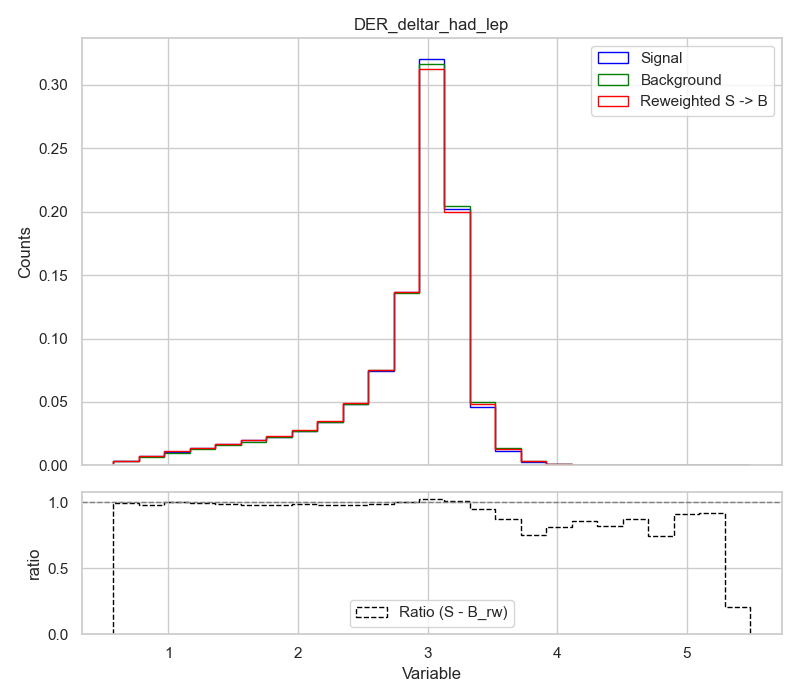 DER_deltar_had_lep
Signal
Background
Reweighted S -> B
0.30
0.25
0.20
0.15
0.10
0.05
0.00
Counts
1.0
0.5
0.0
ratio
Ratio (S - B_rw)
1 2 3 4 5
Variable